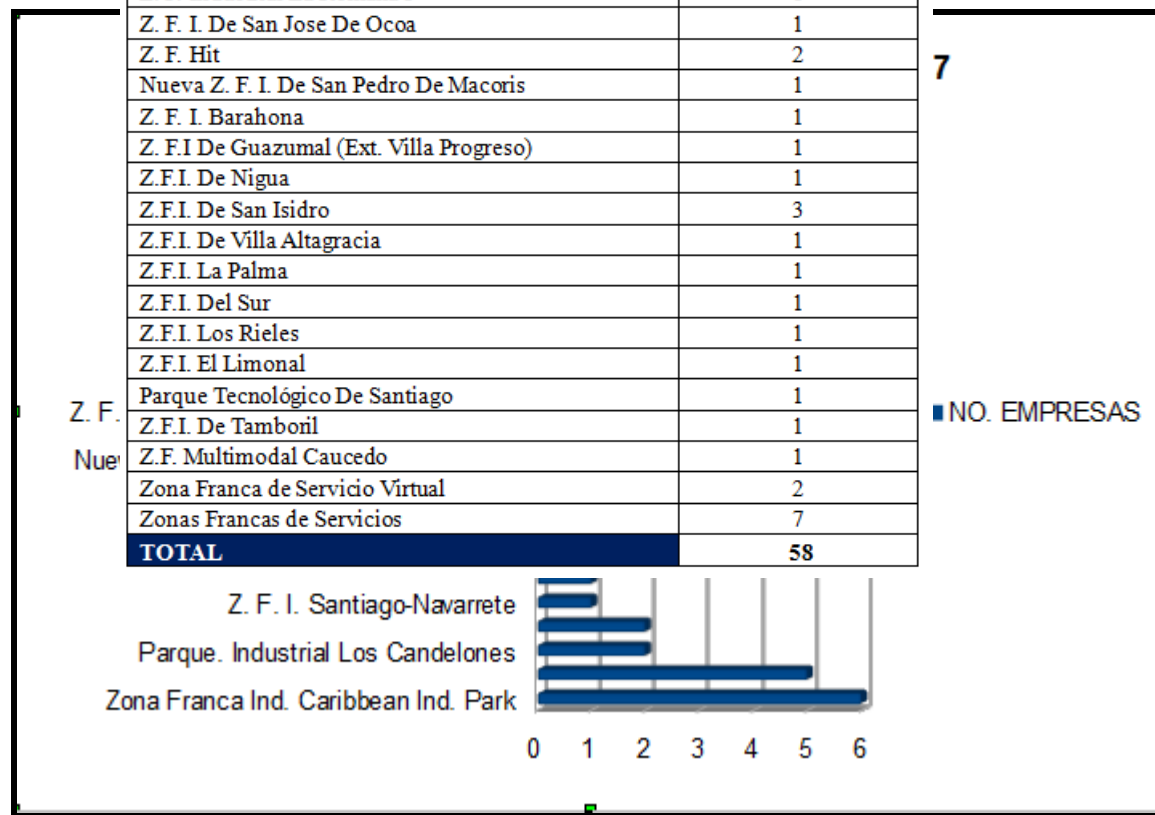 Z. F. I. De San Jose De Ocoa 1
Z. F. Hit 2
7
Nueva Z. F. I. De San Pedro De Macoris 1
Z. F. I. Barahona 1
Z. F.I De Guazumal (Ext. Villa Progreso) 1
Z.F.I. De Nigua 1
Z.F.I. De San Isidro 3
Z.F.I. De Villa Altagracia 1
Z.F.I. La Palma 1
Z.F.I. Del Sur 1
Z.F.I. Los Rieles 1
Z.F.I. El Limonal 1
Parque Tecnológico De Santiago 1
Z. F.
Z.F.I. De Tamboril 1
NO. EMPRESAS
Z.F. Multimodal Caucedo 1
Zona Franca de Servicio Virtual 2
Zonas Francas de Servicios 7
TOTAL 58
Z. F. I. Santiago-Navarrete
Parque. Industrial Los Candelones
Zona Franca Ind. Caribbean Ind. Park
0 1 2 3 4 5 6